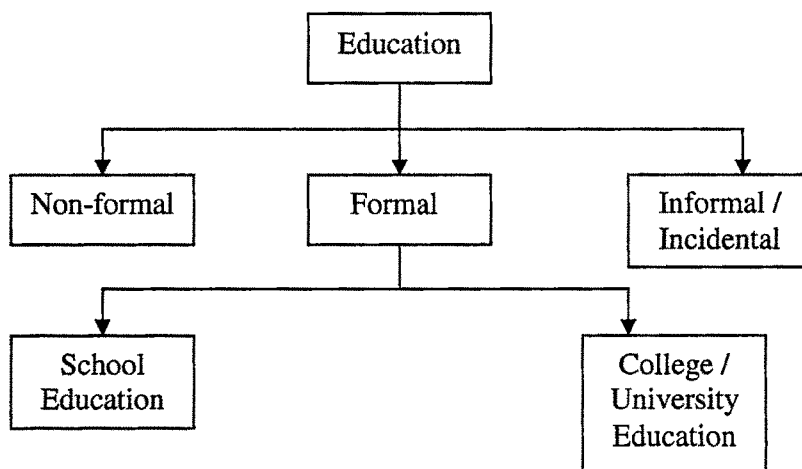 Education
Non-formal
Formal
Informal /
Incidental
School
Education
College /
University
Education